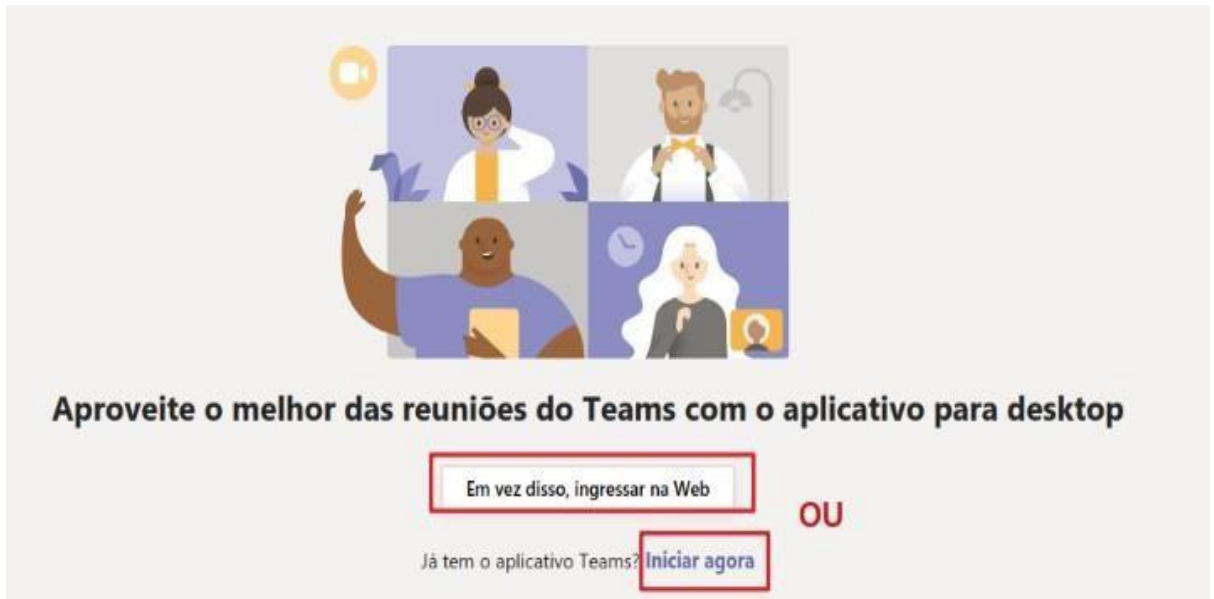 Aproveite o melhor das reuniões do Teams com o aplicativo para desktop
Em vez disso, ingressar na Web
OU
Já tem o aplicativo Teams? Iniciar agora